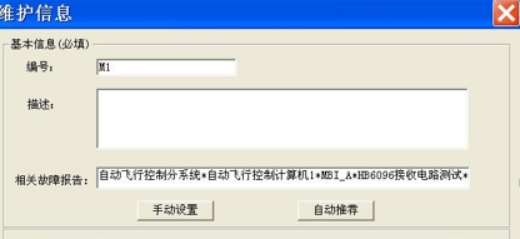 维护信息
基本信息(必填)
编号: M1
描述:
相关故障报告: 自动飞行控制分系统*自动飞行控制计算机1*MBI_A*HB6096接收电路测试*
手动设置 自动推荐